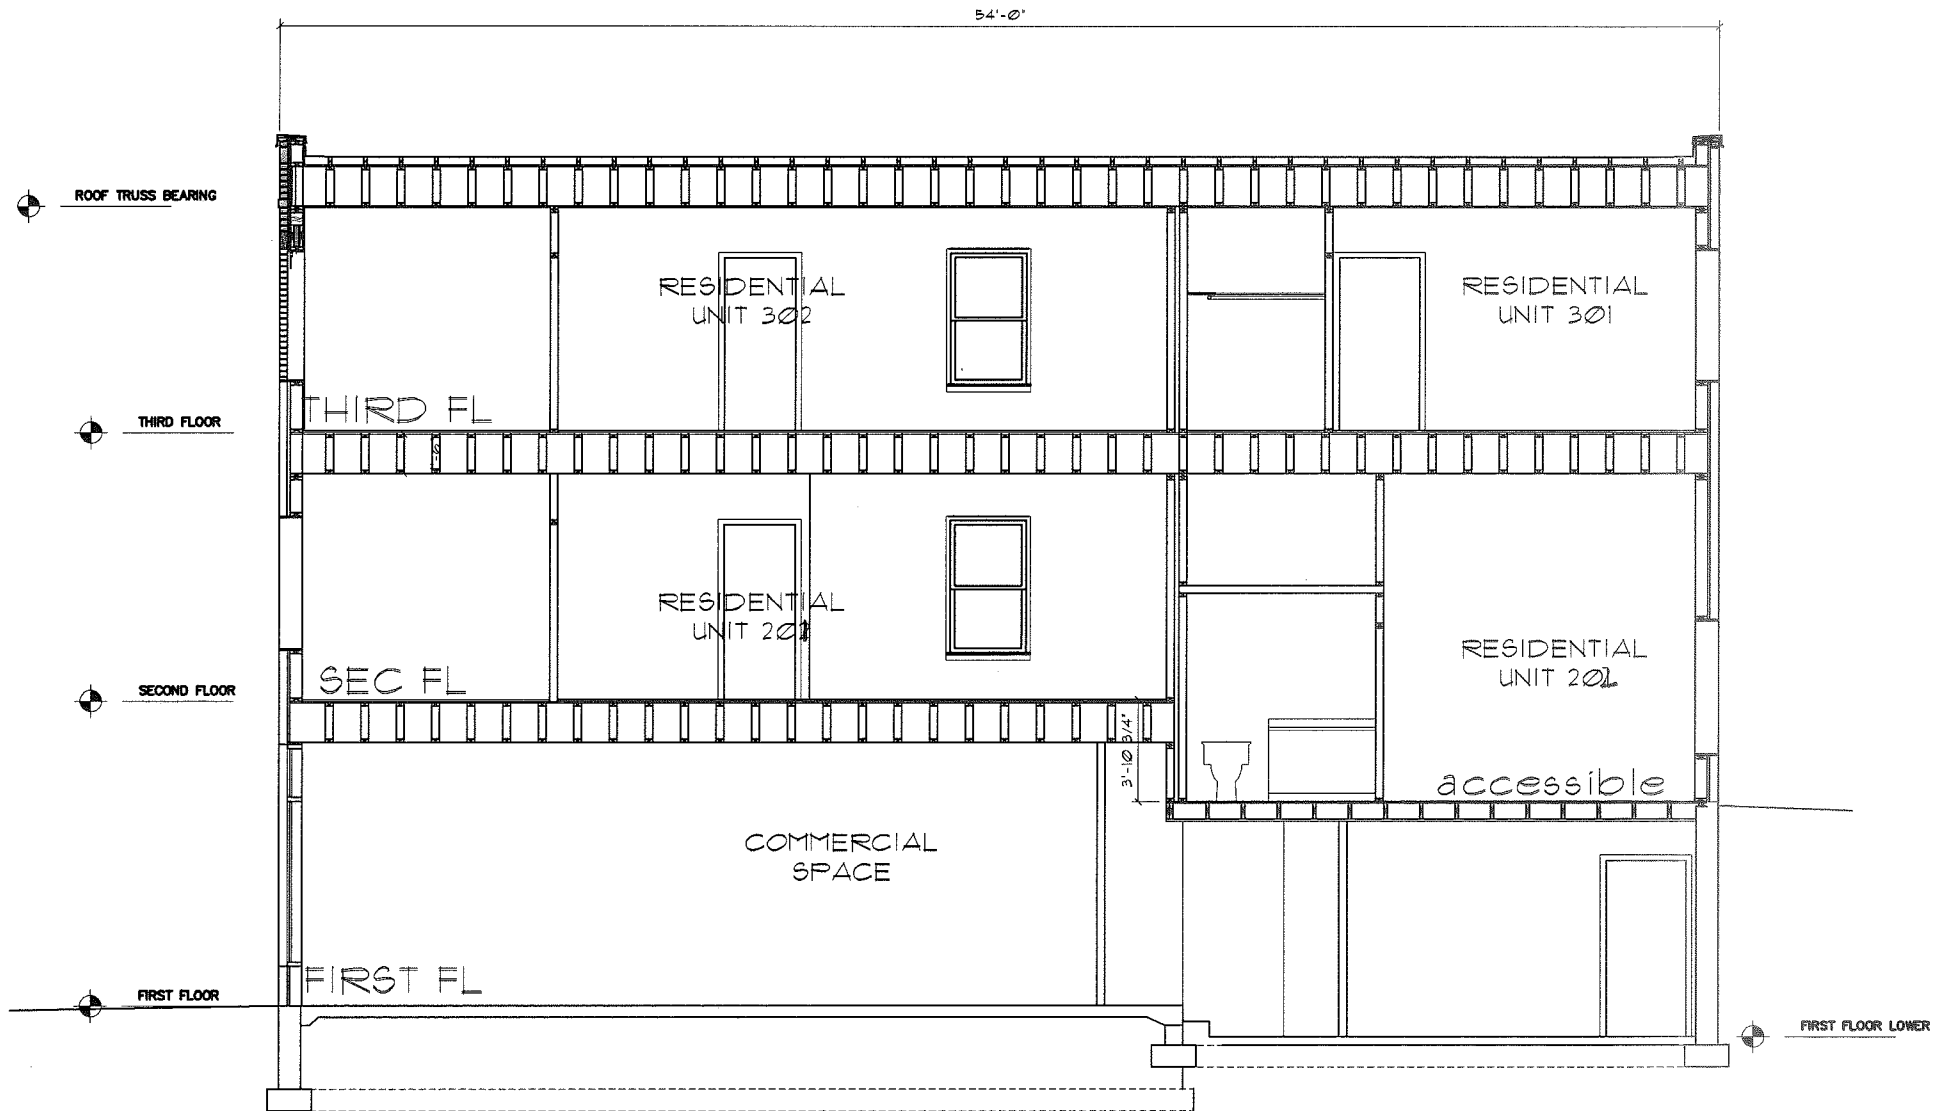 54'-0"
ROOF TRUSS BEARING
RESIDENTIAL
UNIT 302
RESIDENTIAL
UNIT 301
THIRD FL
THIRD FLOOR
RESIDENTIAL
UNIT 201
SEC FL
SECOND FLOOR
RESIDENTIAL
UNIT 202
3'-10 3/4"
accessible
COMMERCIAL
SPACE
FIRST FL
FIRST FLOOR
FIRST FLOOR LOWER